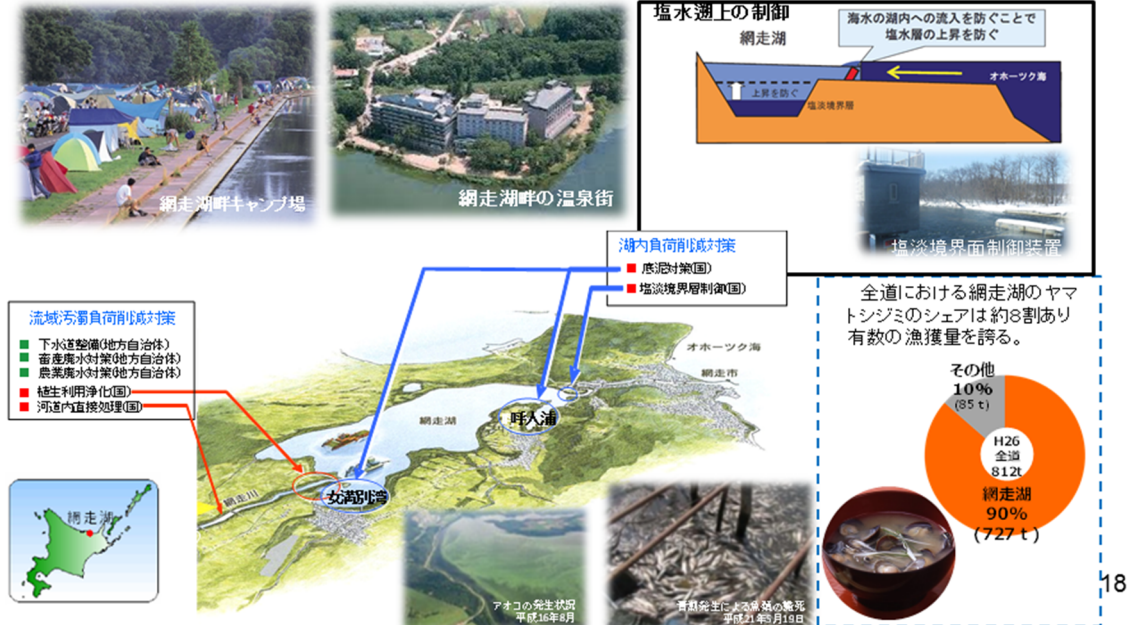 網走湖畔キャンプ場
網走湖畔の温泉街
塩水遡上の制御
海水の湖内への流入を防ぐことで
塩水層の上昇を防ぐ
網走湖
オホーツク海
上昇を防ぐ
塩淡境界層
塩淡境界面制御装置
湖内負荷削減対策
■ 底泥対策(国)
■ 塩淡境界層制御(国)
流域汚濁負荷削減対策
■ 下水道整備(地方自治体)
■ 畜産廃水対策(地方自治体)
■ 農業廃水対策(地方自治体)
■ 植生利用浄化(国)
■ 河道内直接処理(国)
オホーツク海
網走市
網走湖
呼人浦
女満別湾
網走川
網走湖
アオコの発生状況
平成16年8月
青潮発生による魚類の斃死
平成21年5月19日
全道における網走湖のヤマ
トシジミのシェアは約8割あり
有数の漁獲量を誇る。
その他
10%
(85t)
H26
全道
812t
網走湖
90%
(727t)
18